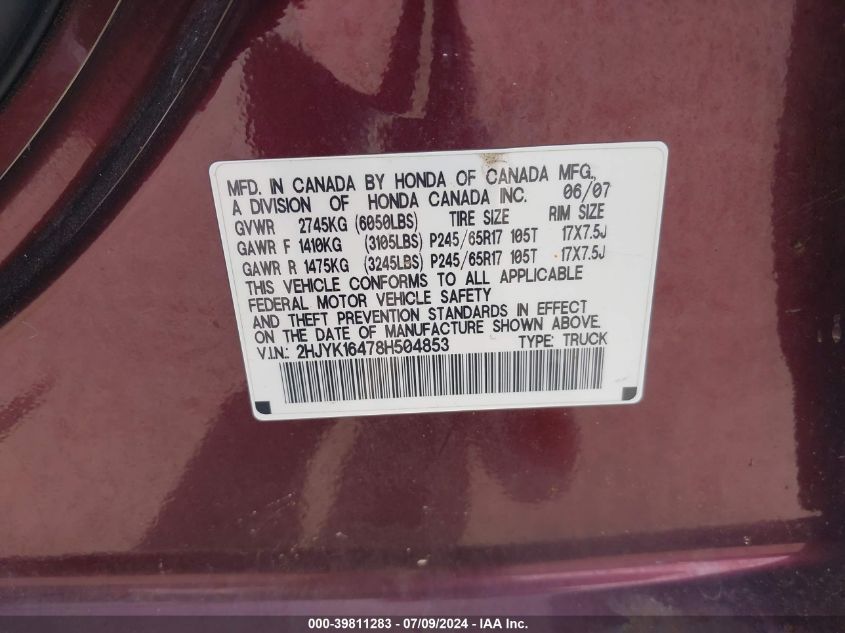 MFD. IN CANADA BY HONDA OF CANADA MFG.,
A DIVISION OF HONDA CANADA INC. 06/07
GVWR 2745KG (6050LBS) TIRE SIZE RIM SIZE
GAWR F 1410KG (3105LBS) P245/65R17 105T 17X7.5J
GAWR R 1475KG (3245LBS) P245/65R17 105T 17X7.5J
THIS VEHICLE CONFORMS TO ALL APPLICABLE
FEDERAL MOTOR VEHICLE SAFETY
AND THEFT PREVENTION STANDARDS IN EFFECT
ON THE DATE OF MANUFACTURE SHOWN ABOVE.
V.I.N.: 2HJYK16478H504853 TYPE: TRUCK
000-39811283 - 07/09/2024 - IAA Inc.